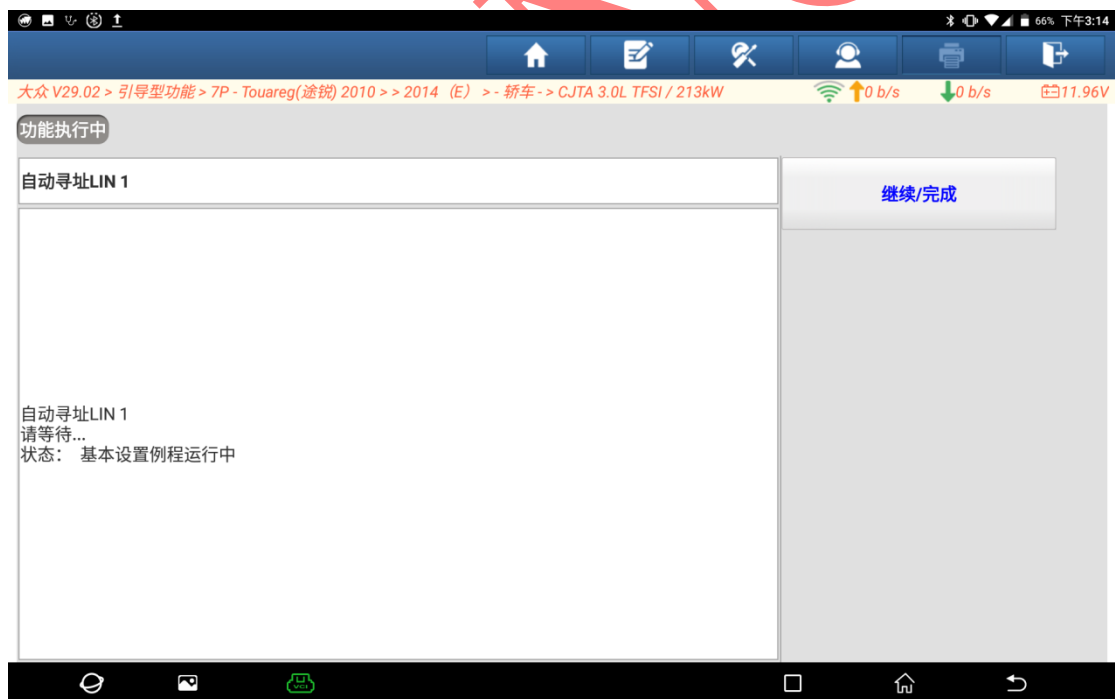 66% 下午3:14
大众 V29.02 > 引导型功能 > 7P - Touareg(途锐) 2010 > > 2014（E） > - 轿车 - > CJTA 3.0L TFSI / 213kW 0 b/s 0 b/s 11.96V
功能执行中
自动寻址LIN 1
继续/完成
自动寻址LIN 1
请等待...
状态： 基本设置例程运行中
VCI